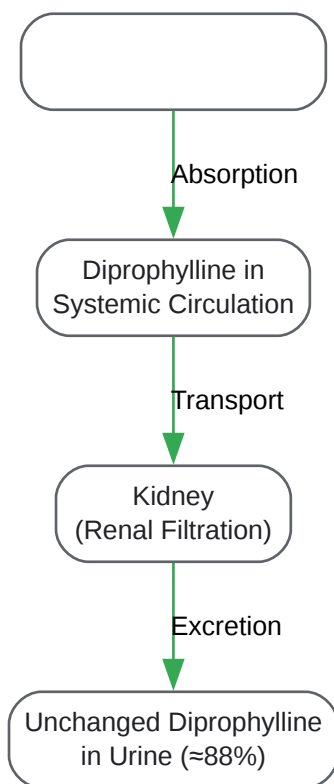 Absorption
Diprophylline in
Systemic Circulation
Transport
Kidney
(Renal Filtration)
Excretion
Unchanged Diprophylline
in Urine (≈88%)